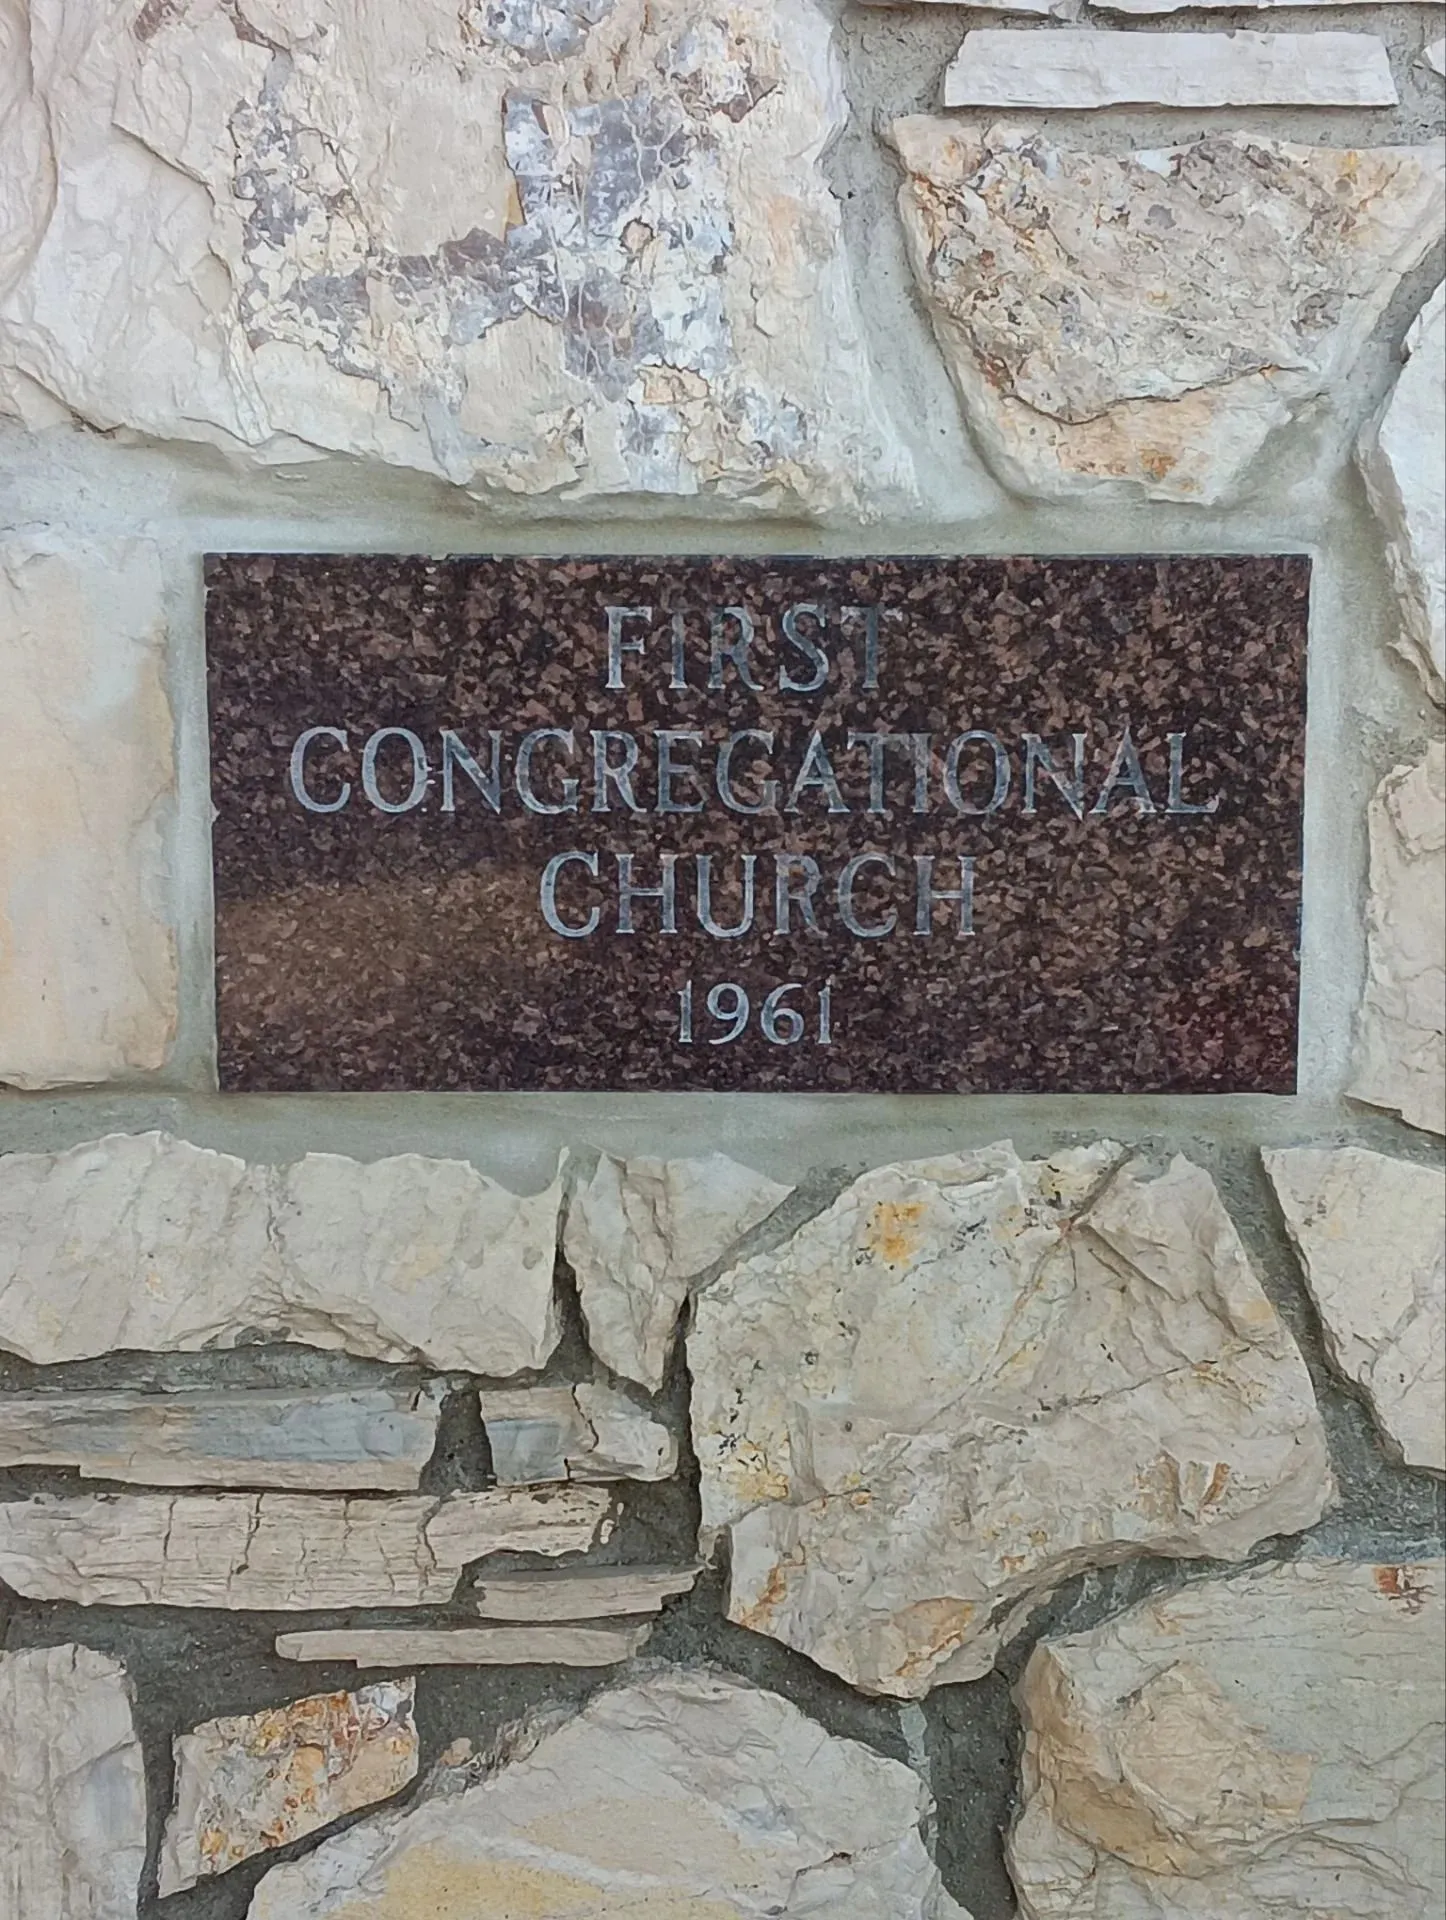 FIRST
CONGREGATIONAL
CHURCH
1961